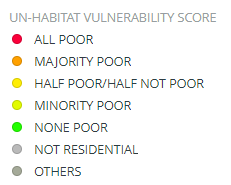 UN-HABITAT VULNERABILITY SCORE
ALL POOR
MAJORITY POOR
HALF POOR/HALF NOT POOR
MINORITY POOR
NONE POOR
NOT RESIDENTIAL
OTHERS